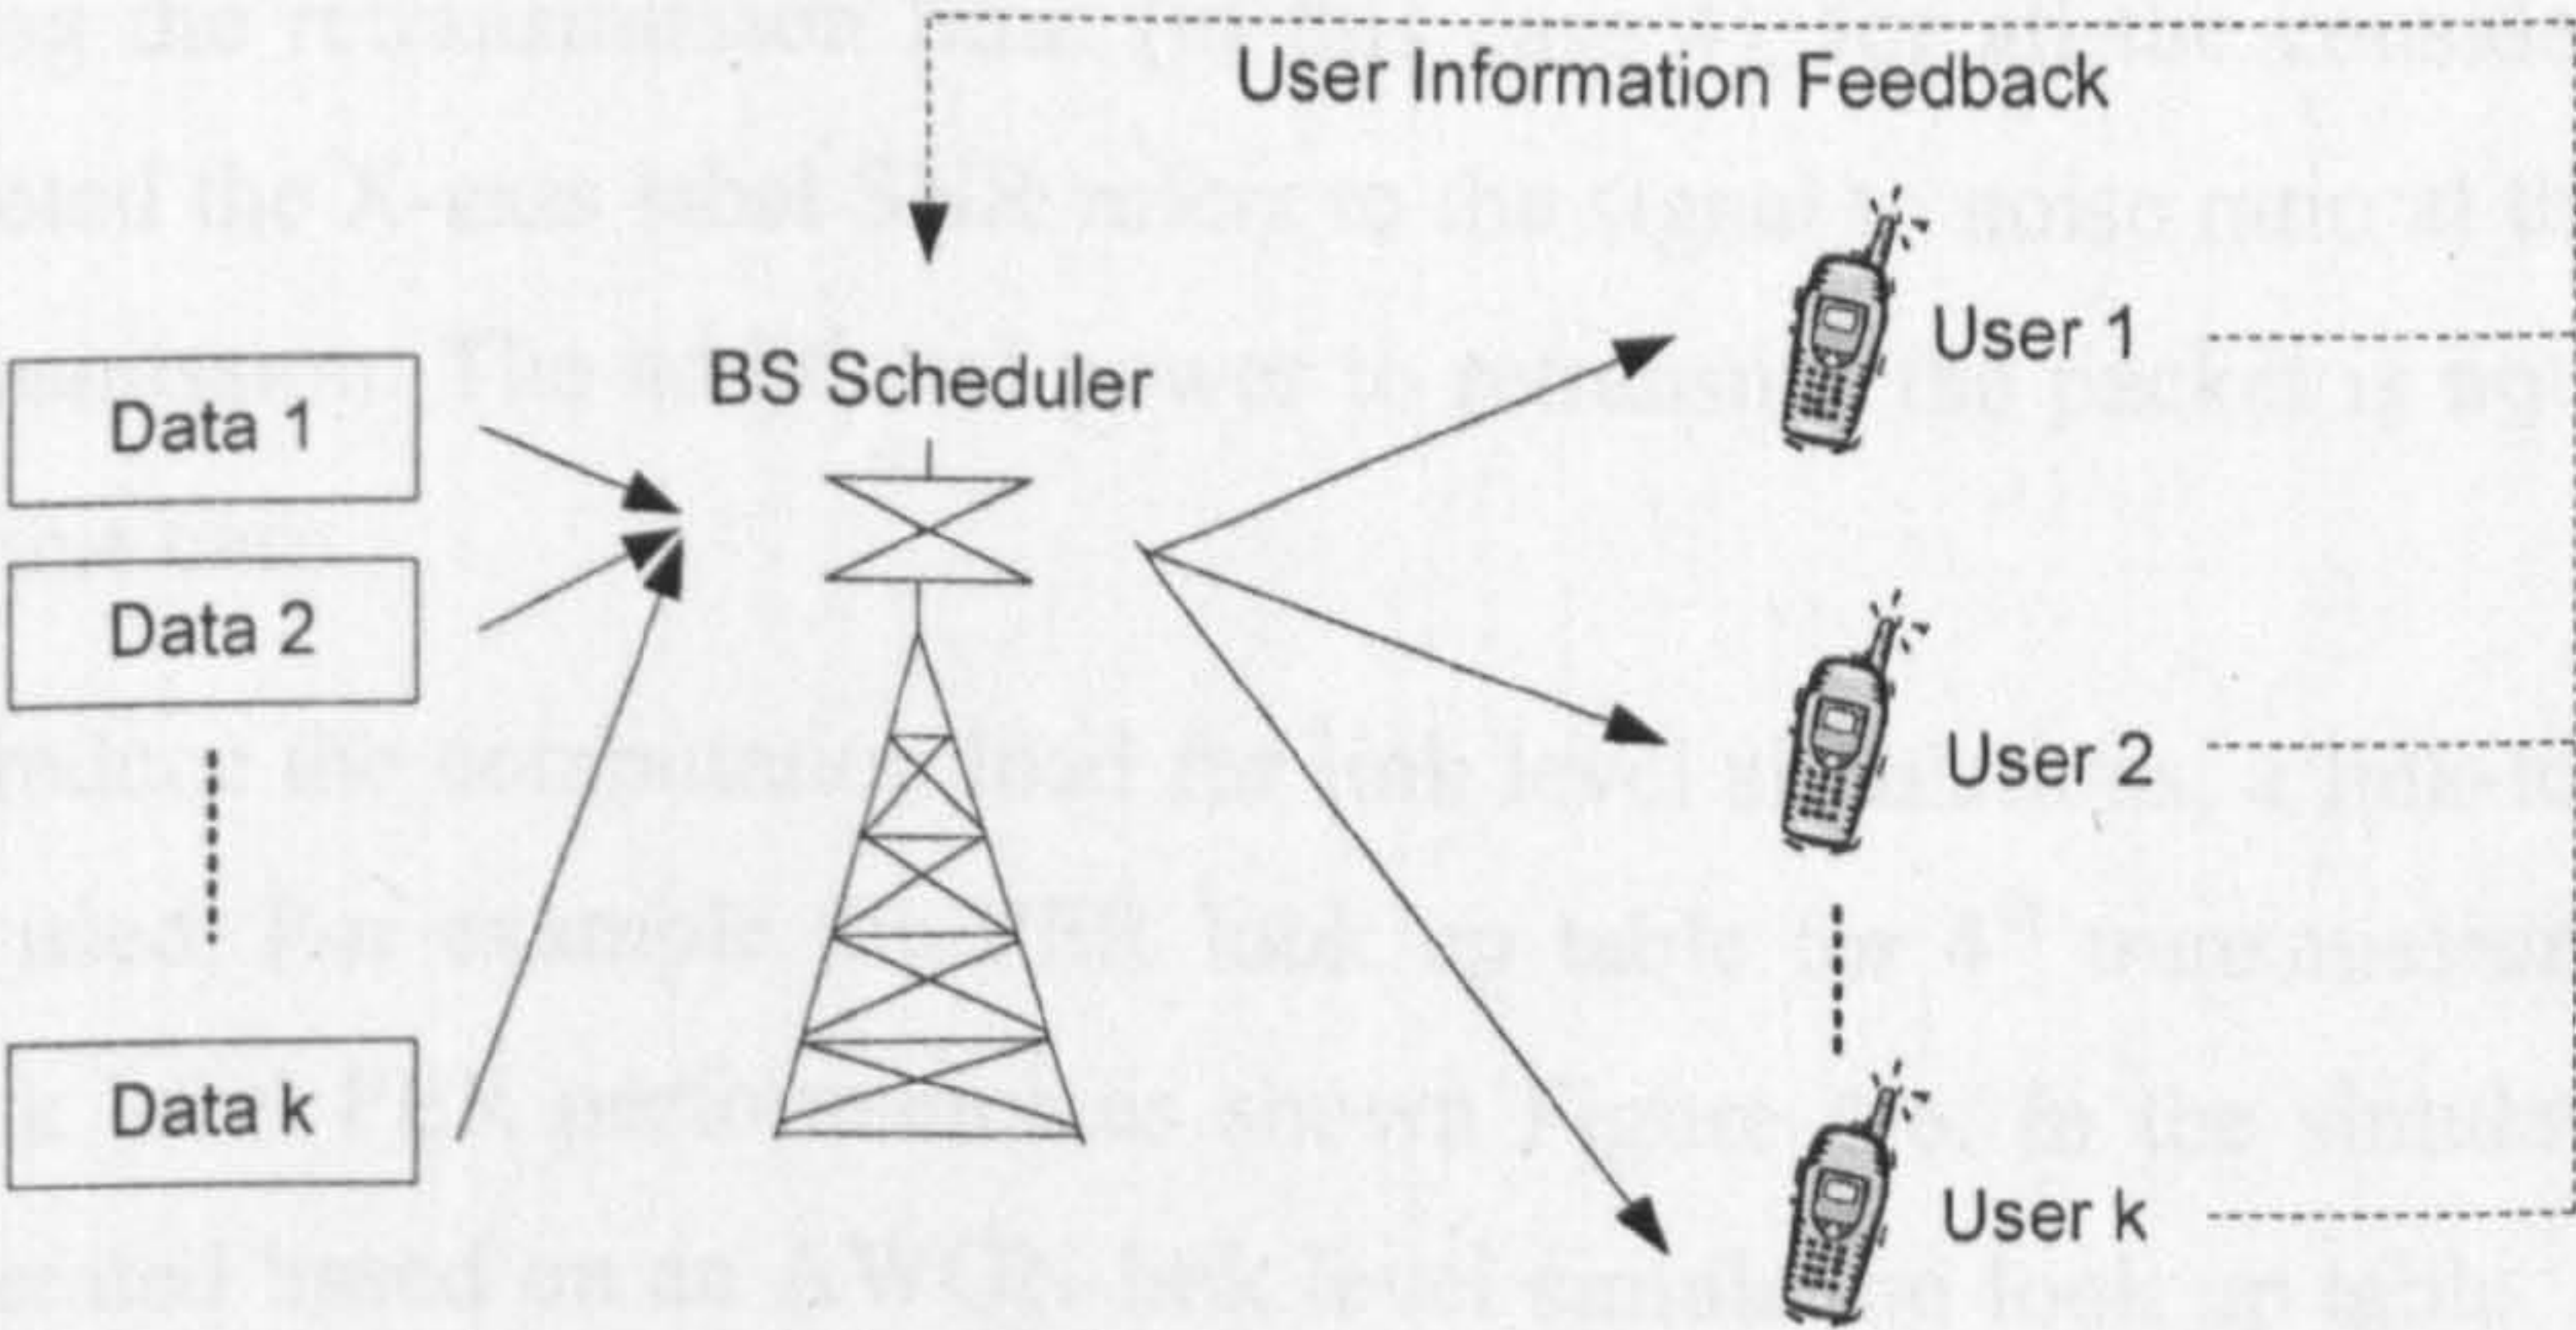 User Information Feedback
BS Scheduler
Data 1
Data 2
Data k
User 1
User 2
User k